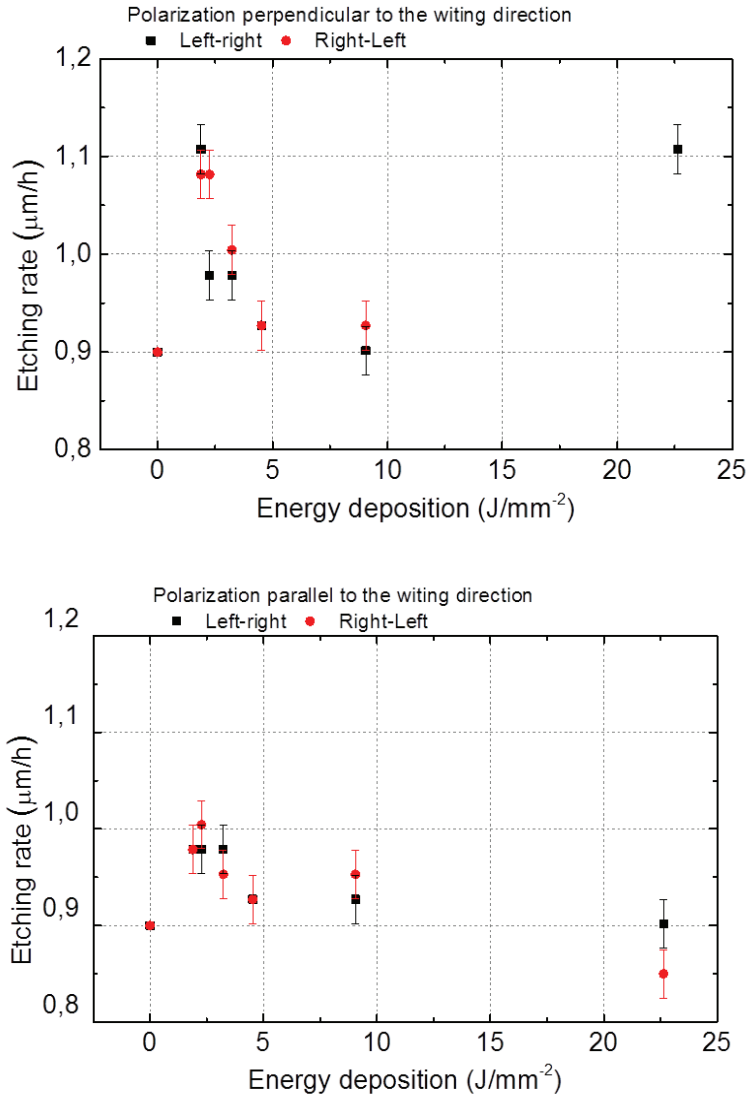 Polarization perpendicular to the witing direction
Left-right Right-Left
1,2
1,1
1,0
0,9
0,8
Etching rate (μm/h)
0 5 10 15 20 25
Energy deposition (J/mm⁻²)
Polarization parallel to the witing direction
Left-right Right-Left
1,2
1,1
1,0
0,9
0,8
Etching rate (μm/h)
0 5 10 15 20 25
Energy deposition (J/mm⁻²)